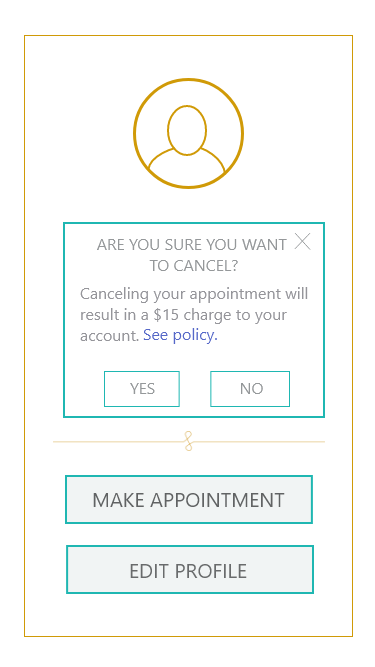 ARE YOU SURE YOU WANT
TO CANCEL?
Canceling your appointment will
result in a $15 charge to your
account. See policy.
YES NO
MAKE APPOINTMENT
EDIT PROFILE